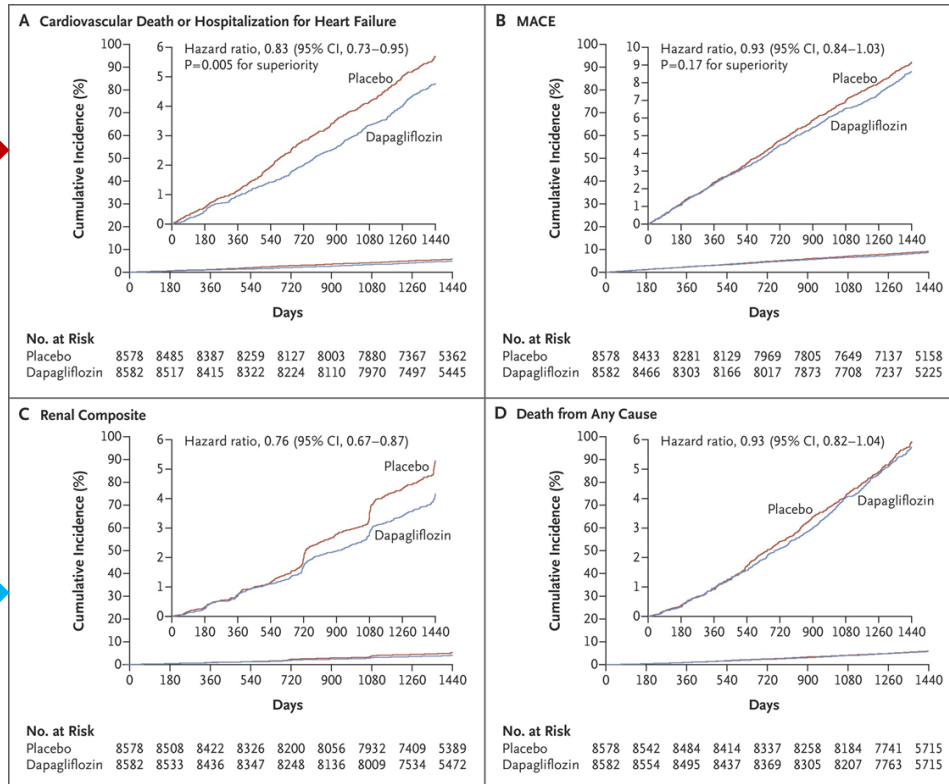 A Cardiovascular Death or Hospitalization for Heart Failure
Hazard ratio, 0.83 (95% CI, 0.73–0.95)
P=0.005 for superiority
Placebo
Dapagliflozin
Cumulative Incidence (%)
100
90
80
70
60
50
40
30
20
10
0
6
5
4
3
2
1
0
0 180 360 540 720 900 1080 1260 1440
0 180 360 540 720 900 1080 1260 1440
Days
No. at Risk
Placebo 8578 8485 8387 8259 8127 8003 7880 7367 5362
Dapagliflozin 8582 8517 8415 8322 8224 8110 7970 7497 5445
B MACE
Hazard ratio, 0.93 (95% CI, 0.84–1.03)
P=0.17 for superiority
Placebo
Dapagliflozin
Cumulative Incidence (%)
100
90
80
70
60
50
40
30
20
10
0
10
9
8
7
6
5
4
3
2
1
0
0 180 360 540 720 900 1080 1260 1440
0 180 360 540 720 900 1080 1260 1440
Days
No. at Risk
Placebo 8578 8433 8281 8129 7969 7805 7649 7137 5158
Dapagliflozin 8582 8466 8303 8166 8017 7873 7708 7237 5225
C Renal Composite
Hazard ratio, 0.76 (95% CI, 0.67–0.87)
Placebo
Dapagliflozin
Cumulative Incidence (%)
100
90
80
70
60
50
40
30
20
10
0
6
5
4
3
2
1
0
0 180 360 540 720 900 1080 1260 1440
0 180 360 540 720 900 1080 1260 1440
Days
No. at Risk
Placebo 8578 8508 8422 8326 8200 8056 7932 7409 5389
Dapagliflozin 8582 8533 8436 8347 8248 8136 8009 7534 5472
D Death from Any Cause
Hazard ratio, 0.93 (95% CI, 0.82–1.04)
Placebo
Dapagliflozin
Cumulative Incidence (%)
100
90
80
70
60
50
40
30
20
10
0
6
5
4
3
2
1
0
0 180 360 540 720 900 1080 1260 1440
0 180 360 540 720 900 1080 1260 1440
Days
No. at Risk
Placebo 8578 8542 8484 8414 8337 8258 8184 7741 5715
Dapagliflozin 8582 8554 8495 8437 8369 8305 8207 7763 5715